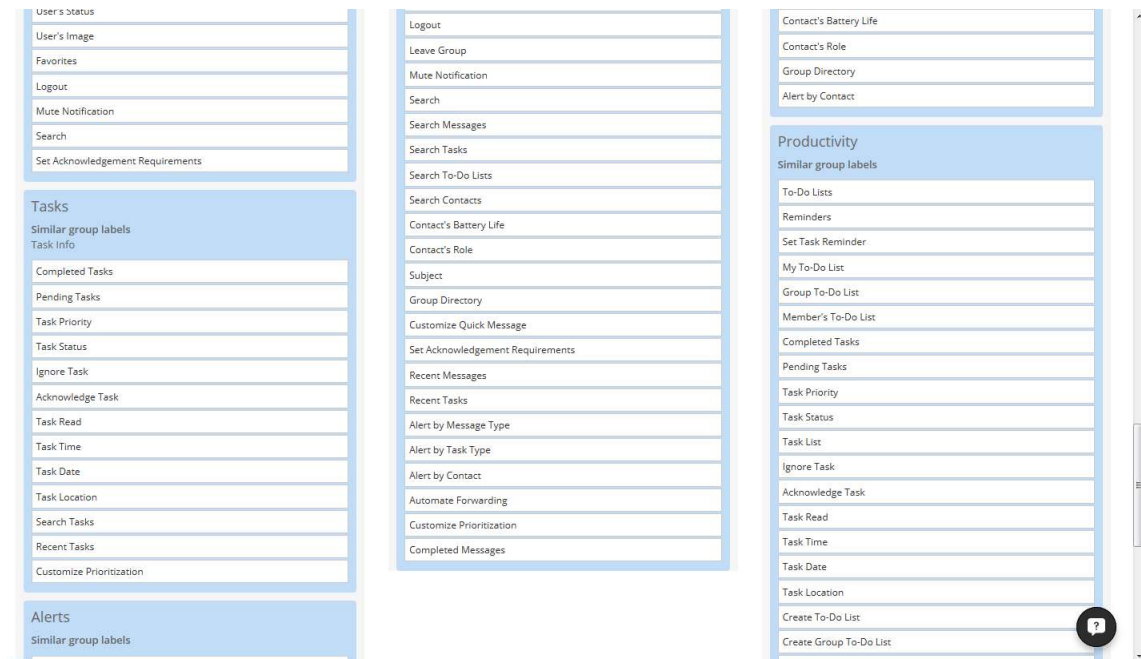 User's Status
User's Image
Favorites
Logout
Mute Notification
Search
Set Acknowledgement Requirements
Tasks
Similar group labels
Task Info
Completed Tasks
Pending Tasks
Task Priority
Task Status
Ignore Task
Acknowledge Task
Task Read
Task Time
Task Date
Task Location
Search Tasks
Recent Tasks
Customize Prioritization
Alerts
Similar group labels
Logout
Leave Group
Mute Notification
Search
Search Messages
Search Tasks
Search To-Do Lists
Search Contacts
Contact's Battery Life
Contact's Role
Subject
Group Directory
Customize Quick Message
Set Acknowledgement Requirements
Recent Messages
Recent Tasks
Alert by Message Type
Alert by Task Type
Alert by Contact
Automate Forwarding
Customize Prioritization
Completed Messages
Contact's Battery Life
Contact's Role
Group Directory
Alert by Contact
Productivity
Similar group labels
To-Do Lists
Reminders
Set Task Reminder
My To-Do List
Group To-Do List
Member's To-Do List
Completed Tasks
Pending Tasks
Task Priority
Task Status
Task List
Ignore Task
Acknowledge Task
Task Read
Task Time
Task Date
Task Location
Create To-Do List
Create Group To-Do List
?